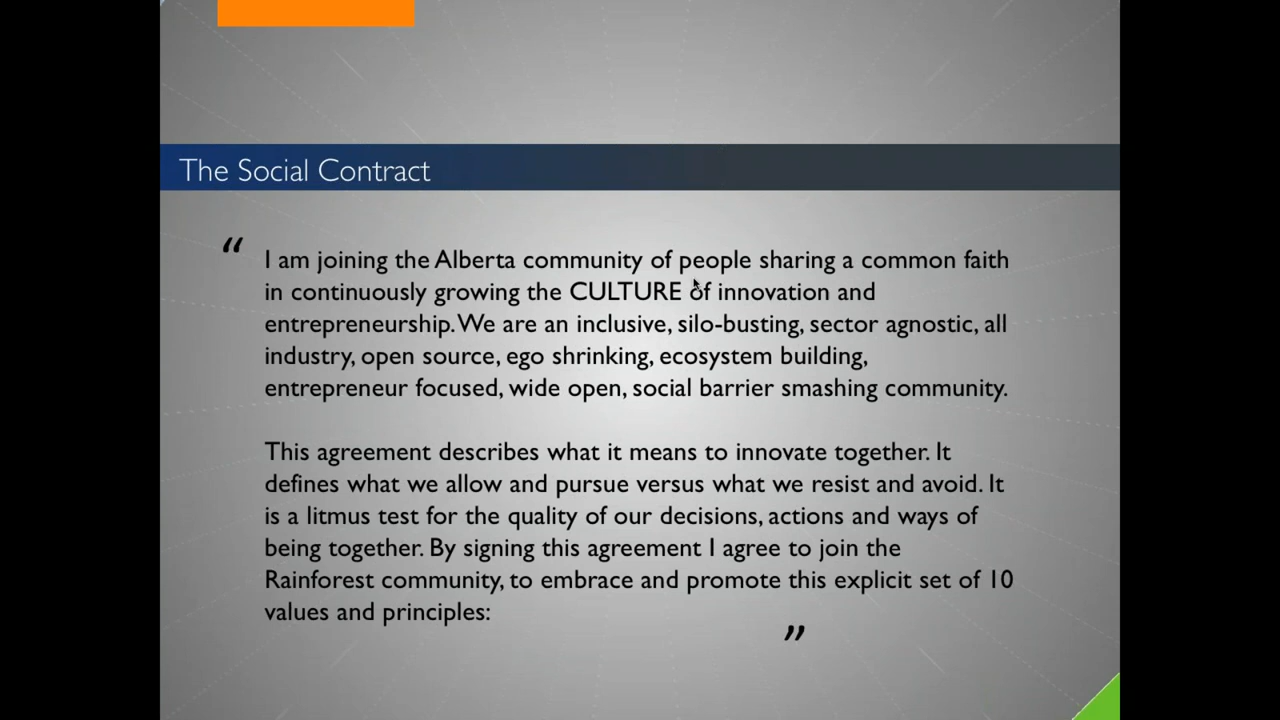 The Social Contract
“ I am joining the Alberta community of people sharing a common faith
in continuously growing the CULTURE of innovation and
entrepreneurship. We are an inclusive, silo-busting, sector agnostic, all
industry, open source, ego shrinking, ecosystem building,
entrepreneur focused, wide open, social barrier smashing community.
This agreement describes what it means to innovate together. It
defines what we allow and pursue versus what we resist and avoid. It
is a litmus test for the quality of our decisions, actions and ways of
being together. By signing this agreement I agree to join the
Rainforest community, to embrace and promote this explicit set of 10
values and principles:
”